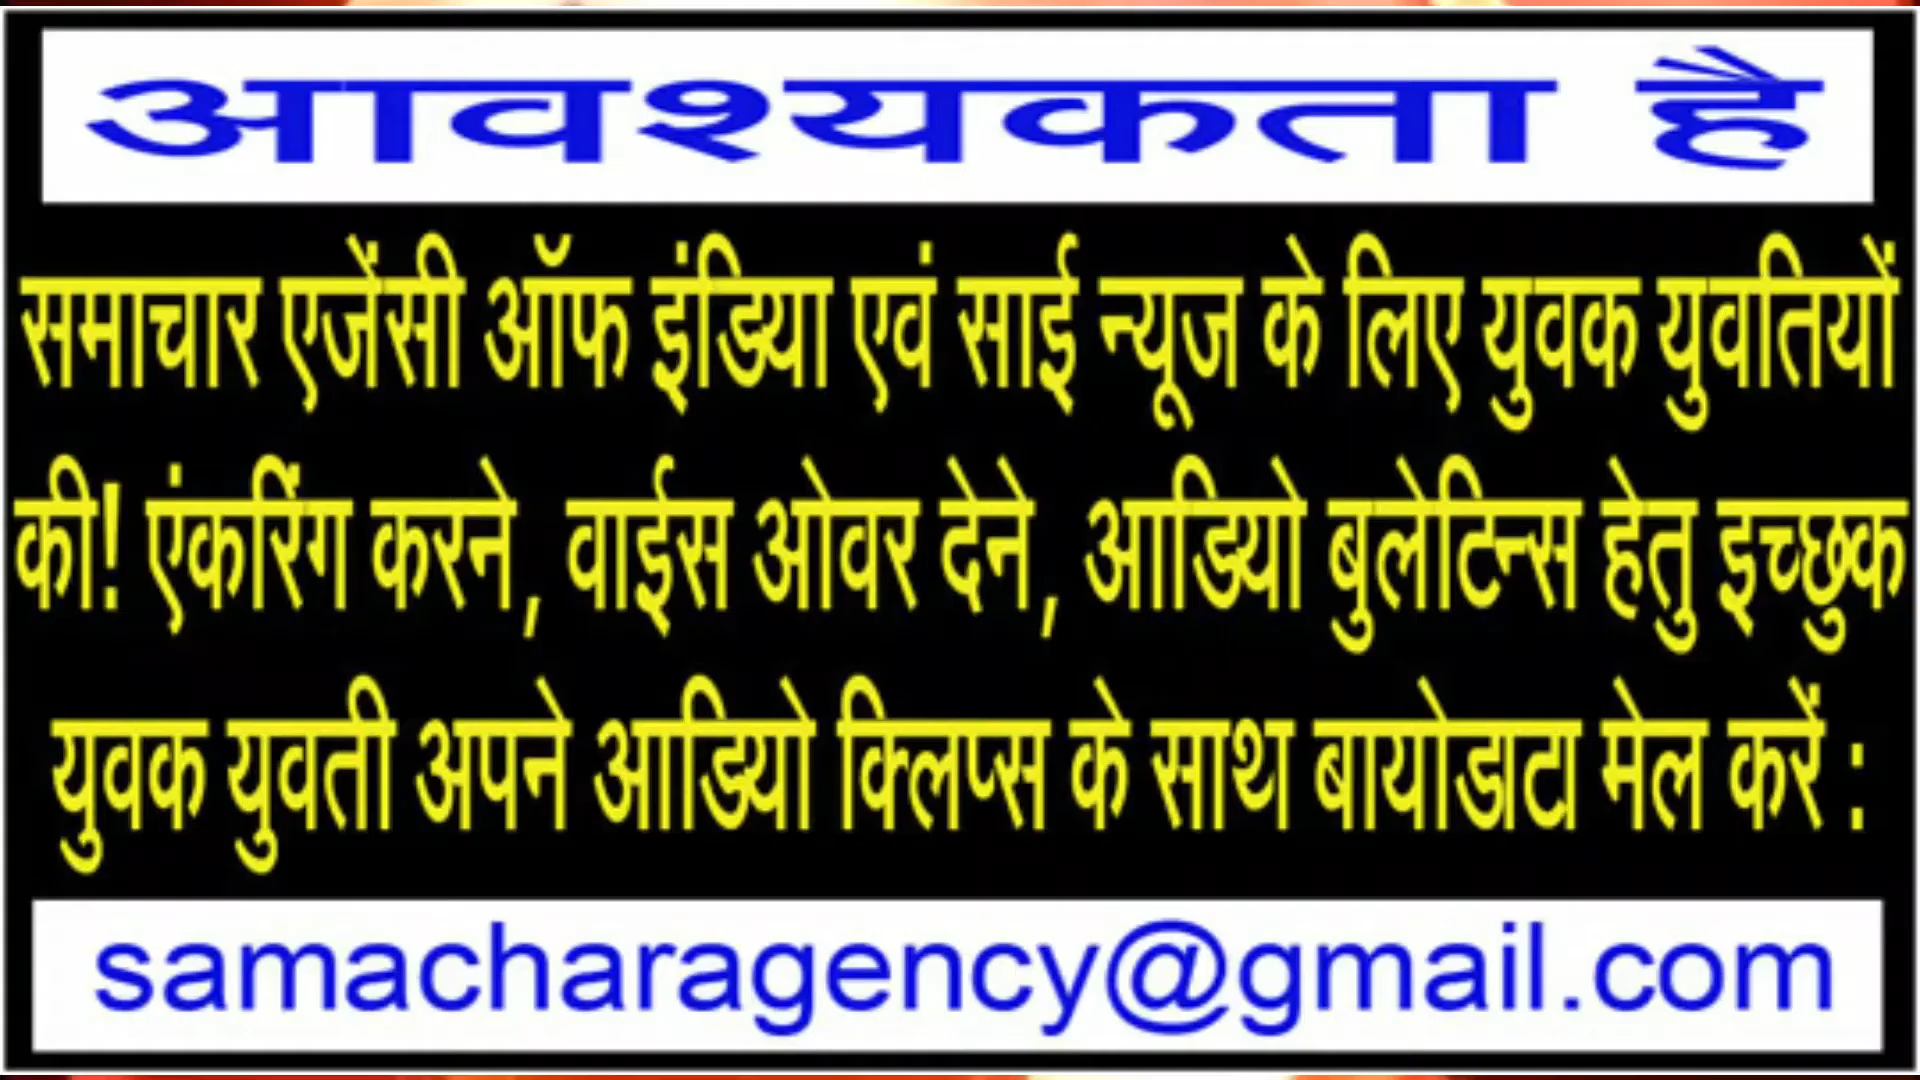 आवश्यकता है
समाचार एजेंसी ऑफ इंडिया एवं साई न्यूज के लिए युवक युवतियों
की! एंकरिंग करने, वाईस ओवर देने, आडियो बुलेटिन्स हेतु इच्छुक
युवक युवती अपने आडियो क्लिप्स के साथ बायोडाटा मेल करें :
samacharagency@gmail.com